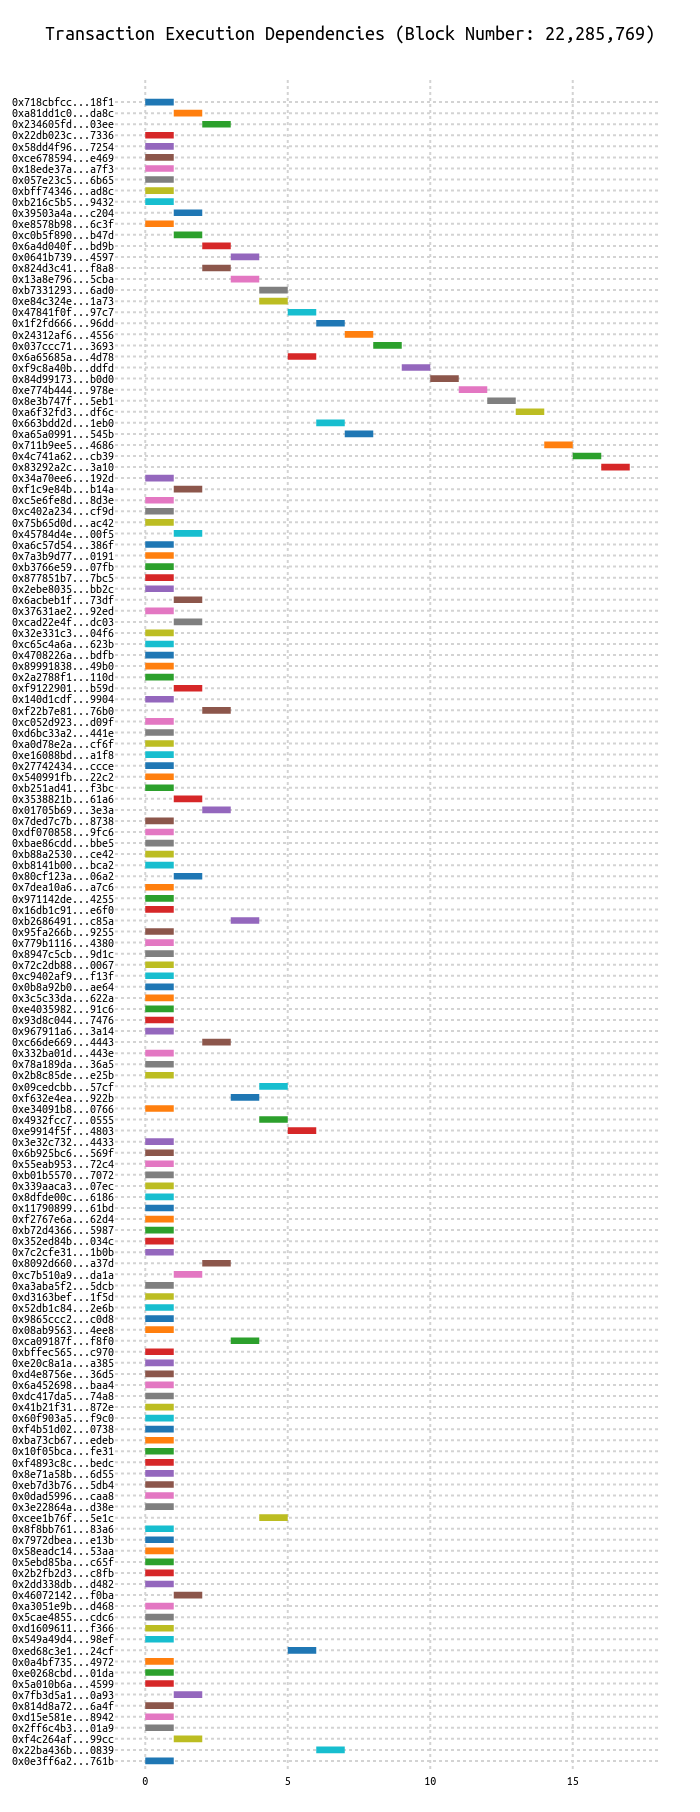 Transaction Execution Dependencies (Block Number: 22,285,769)
0x718cbfcc...18f1
0xa81dd1c0...da8c
0x234605fd...03ee
0x22db023c...7336
0x58dd4f96...7254
0xce678594...e469
0x18ede37a...a7f3
0x057e23c5...6b65
0xbff74346...ad8c
0xb216c5b5...9432
0x39503a4a...c204
0xe8578b98...6c3f
0xc0b5f890...b47d
0x6a4d040f...bd9b
0x0641b739...4597
0x824d3c41...f8a8
0x13a8e796...5cba
0xb7331293...6ad0
0xe84c324e...1a73
0x47841f0f...97c7
0x1f2fd666...96dd
0x24312af6...4556
0x037ccc71...3693
0x6a65685a...4d78
0xf9c8a40b...ddfd
0x84d99173...b0d0
0xe774b444...978e
0x8e3b747f...5eb1
0xa6f32fd3...df6c
0x663bdd2d...1eb0
0xa65a0991...545b
0x711b9ee5...4686
0x4c741a62...cb39
0x83292a2c...3a10
0x34a70ee6...192d
0xf1c9e84b...b14a
0xc5e6fe8d...8d3e
0xc402a234...cf9d
0x75b65d0d...ac42
0x45784d4e...00f5
0xa6c57d54...386f
0x7a3b9d77...0191
0xb3766e59...07fb
0x877851b7...7bc5
0x2ebe8035...bb2c
0x6acbeb1f...73df
0x37631ae2...92ed
0xcad22e4f...dc03
0x32e331c3...04f6
0xc65c4a6a...623b
0x4708226a...bdfb
0x89991838...49b0
0x2a2788f1...110d
0xf9122901...b59d
0x140d1cdf...9904
0xf22b7e81...76b0
0xc052d923...d09f
0xd6bc33a2...441e
0xa0d78e2a...cf6f
0xe16088bd...a1f8
0x27742434...ccce
0x540991fb...22c2
0xb251ad41...f3bc
0x3538821b...61a6
0x01705b69...3e3a
0x7ded7c7b...8738
0xdf070858...9fc6
0xbae86cdd...bbe5
0xb88a2530...ce42
0xb8141b00...bca2
0x80cf123a...06a2
0x7dea10a6...a7c6
0x971142de...4255
0x16db1c91...e6f0
0xb2686491...c85a
0x95fa266b...9255
0x779b1116...4380
0x8947c5cb...9d1c
0x72c2db88...0067
0xc9402af9...f13f
0x0b8a92b0...ae64
0x3c5c33da...622a
0xe4035982...91c6
0x93d8c044...7476
0x967911a6...3a14
0xc66de669...4443
0x332ba01d...443e
0x78a189da...36a5
0x2b8c85de...e25b
0x09cedcbb...57cf
0xf632e4ea...922b
0xe34091b8...0766
0x4932fcc7...0555
0xe9914f5f...4803
0x3e32c732...4433
0x6b925bc6...569f
0x55eab953...72c4
0xb01b5570...7072
0x339aaca3...07ec
0x8dfde00c...6186
0x11790899...61bd
0xf2767e6a...62d4
0xb72d4366...5987
0x352ed84b...034c
0x7c2cfe31...1b0b
0x8092d660...a37d
0xc7b510a9...da1a
0xa3aba5f2...5dcb
0xd3163bef...1f5d
0x52db1c84...2e6b
0x9865ccc2...c0d8
0x08ab9563...4ee8
0xca09187f...f8f0
0xbffec565...c970
0xe20c8a1a...a385
0xd4e8756e...36d5
0x6a452698...baa4
0xdc417da5...74a8
0x41b21f31...872e
0x60f903a5...f9c0
0xf4b51d02...0738
0xba73cb67...edeb
0x10f05bca...fe31
0xf4893c8c...bedc
0x8e71a58b...6d55
0xeb7d3b76...5db4
0x0dad5996...caa8
0x3e22864a...d38e
0xcee1b76f...5e1c
0x8f8bb761...83a6
0x7972dbea...e13b
0x58eadc14...53aa
0x5ebd85ba...c65f
0x2b2fb2d3...c8fb
0x2dd338db...d482
0x46072142...f0ba
0xa3051e9b...d468
0x5cae4855...cdc6
0xd1609611...f366
0x549a49d4...98ef
0xed68c3e1...24cf
0x0a4bf735...4972
0xe0268cbd...01da
0x5a010b6a...4599
0x7fb3d5a1...0a93
0x814d8a72...6a4f
0xd15e581e...8942
0x2ff6c4b3...01a9
0xf4c264af...99cc
0x22ba436b...0839
0x0e3ff6a2...761b
0 5 10 15